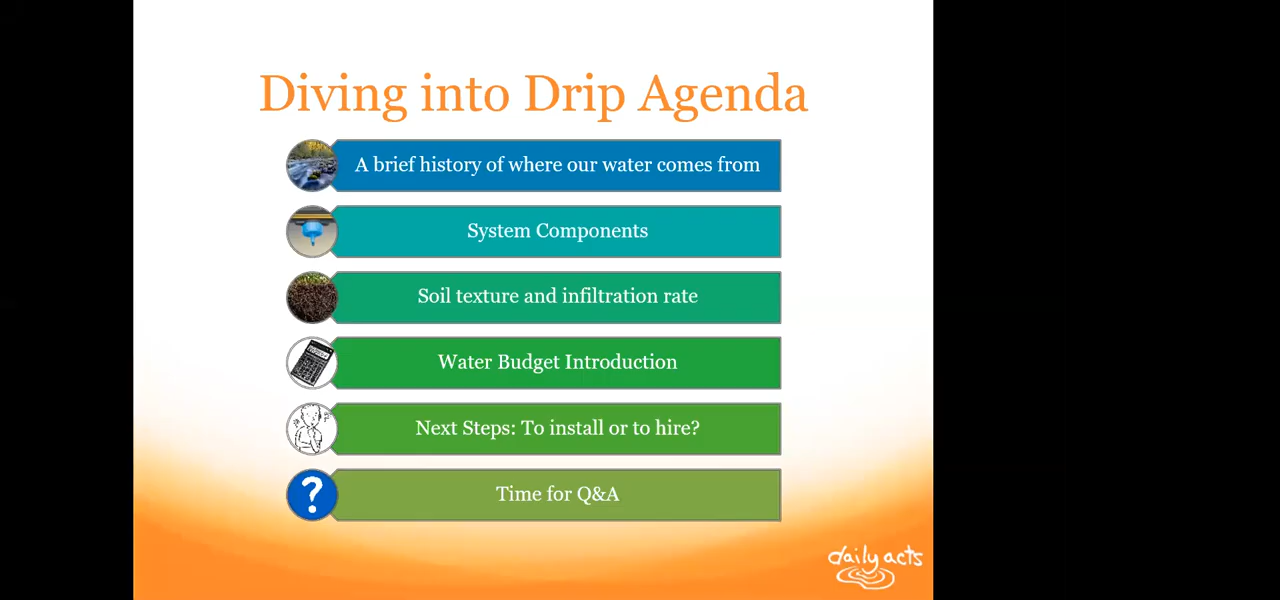 Diving into Drip Agenda
A brief history of where our water comes from
System Components
Soil texture and infiltration rate
Water Budget Introduction
Next Steps: To install or to hire?
?
Time for Q&A
daily acts